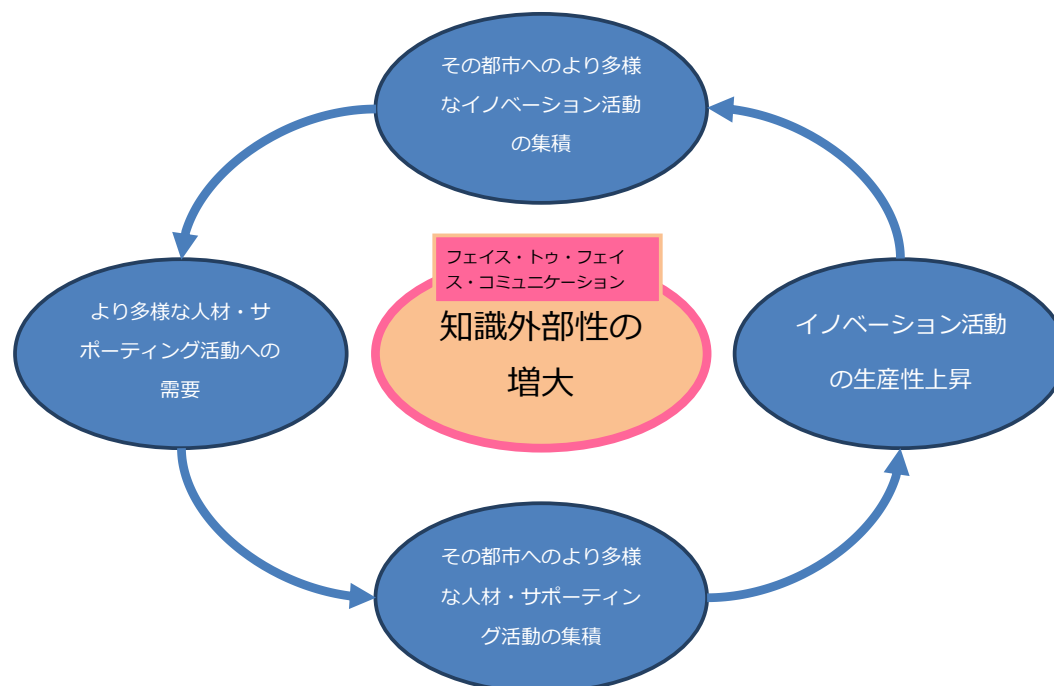 その都市へのより多様
なイノベーション活動
の集積
フェイス・トゥ・フェイ
ス・コミュニケーション
知識外部性の
増大
より多様な人材・サ
ポーティング活動への
需要
イノベーション活動
の生産性上昇
その都市へのより多様
な人材・サポーティン
グ活動の集積